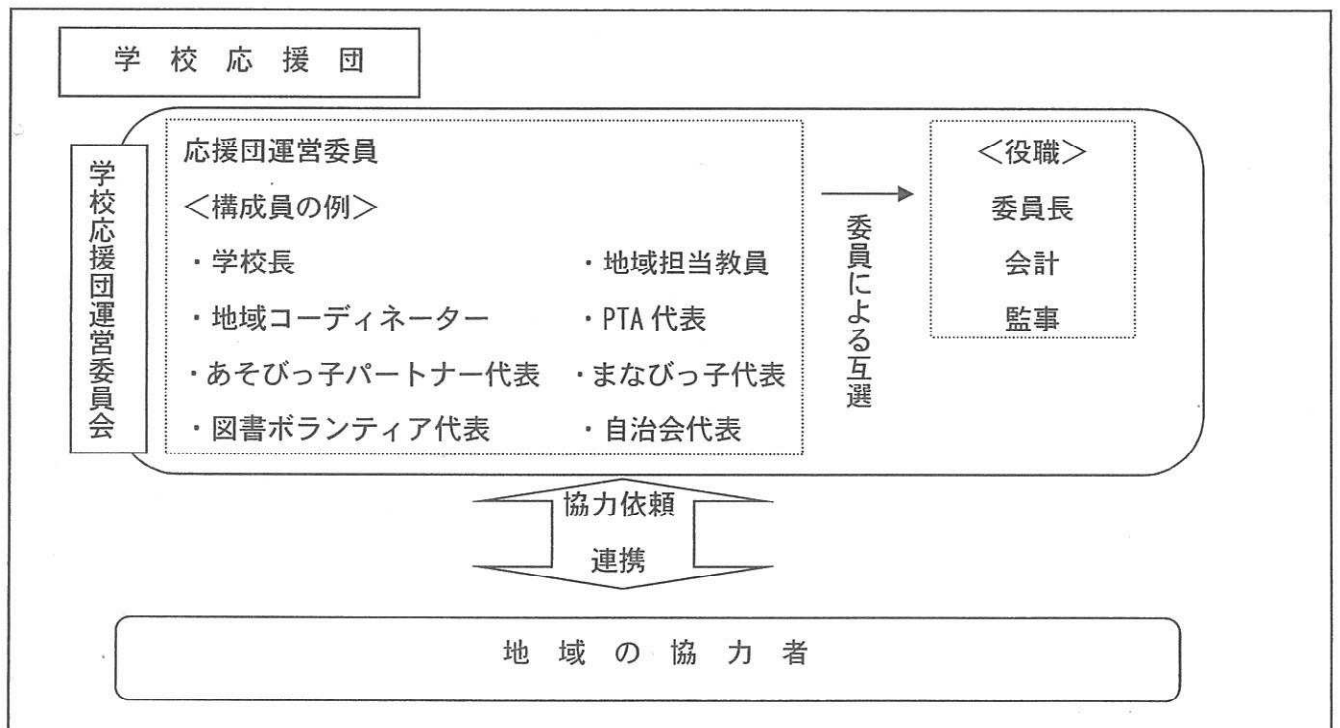 学校応援団
学校応援団運営委員会
応援団運営委員
＜構成員の例＞
・学校長 ・地域担当教員
・地域コーディネーター ・PTA 代表
・あそびっ子パートナー代表 ・まなびっ子代表
・図書ボランティア代表 ・自治会代表
委員による互選
＜役職＞
委員長
会計
監事
協力依頼
連携
地域の協力者